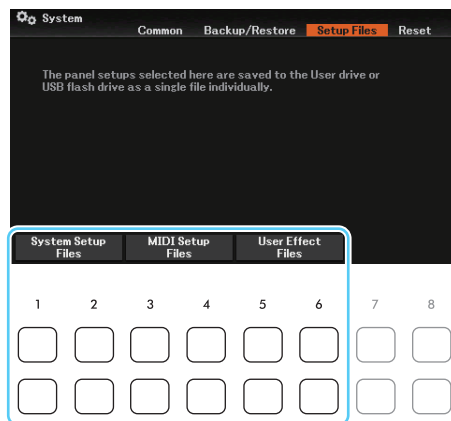 System
Common Backup/Restore Setup Files Reset
The panel setups selected here are saved to the User drive or
USB flash drive as a single file individually.
System Setup Files
MIDI Setup Files
User Effect Files
1 2 3 4 5 6 7 8